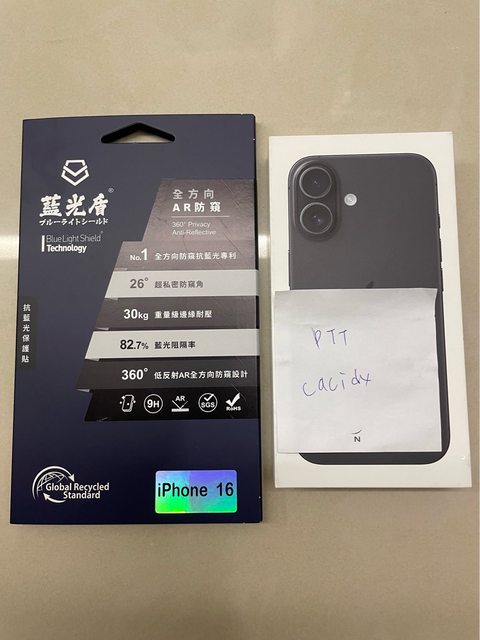 藍光盾®
ブルーライトシールド
Blue Light Shield®
Technology
抗藍光保護貼
全方向
AR防窺
360° Privacy
Anti-Reflective
No.1 全方向防窺抗藍光專利
26° 超私密防窺角
30kg 重量級邊緣耐壓
82.7% 藍光阻隔率
360° 低反射AR全方向防窺設計
9H
AR
SGS
RoHS
Global Recycled
Standard
iPhone 16
PTT
cacidx
N